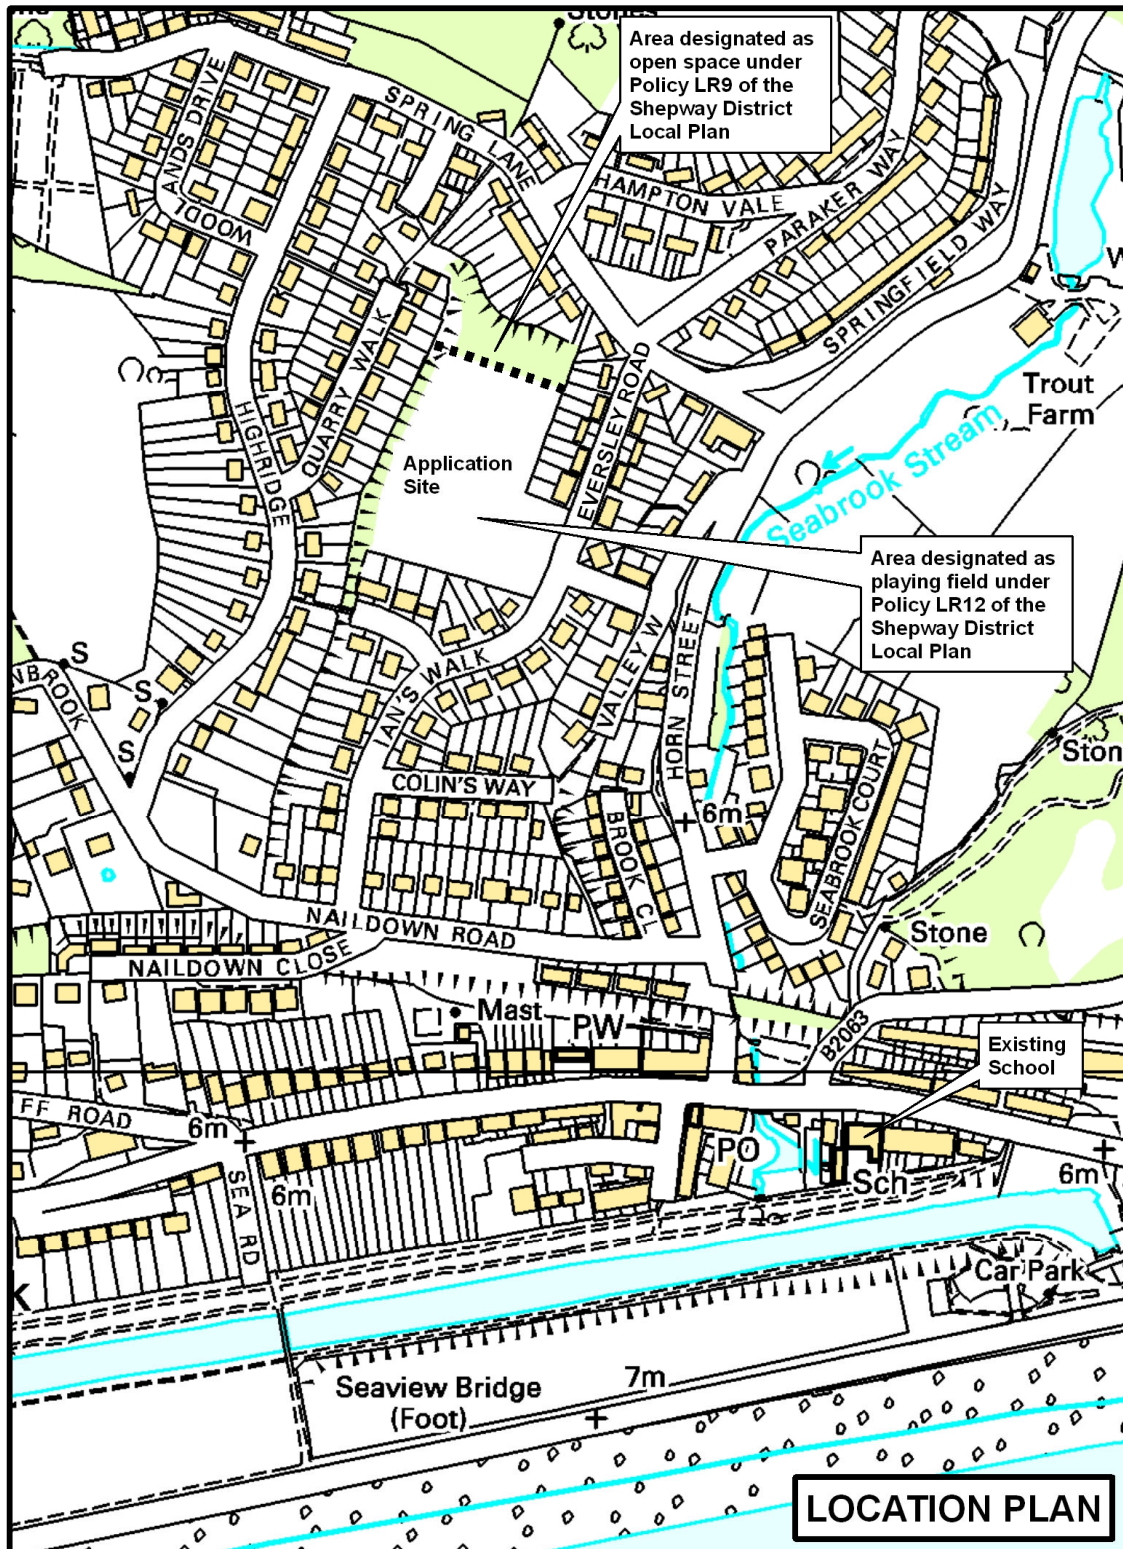 Stones
Area designated as
open space under
Policy LR9 of the
Shepway District
Local Plan
SPRING LANE
WOODLANDS DRIVE
HAMPTON VALE
PARAKER WAY
SPRINGFIELD WAY
W
Trout
Farm
QUARRY WALK
HIGHRIDGE
EVERSLEY ROAD
Application
Site
Seabrook Stream
Area designated as
playing field under
Policy LR12 of the
Shepway District
Local Plan
S
S
S
NBROOK
IAN'S WALK
VALLEY W
HORN STREET
Ston
COLIN'S WAY
BROOK CL
6m
SEABROOK COURT
NAILDOWN ROAD
Stone
NAILDOWN CLOSE
Mast
PW
B2063
Existing
School
FF ROAD
6m
PO
Sch
6m
SEA RD
6m
K
Car Park
Seaview Bridge
(Foot)
7m
LOCATION PLAN